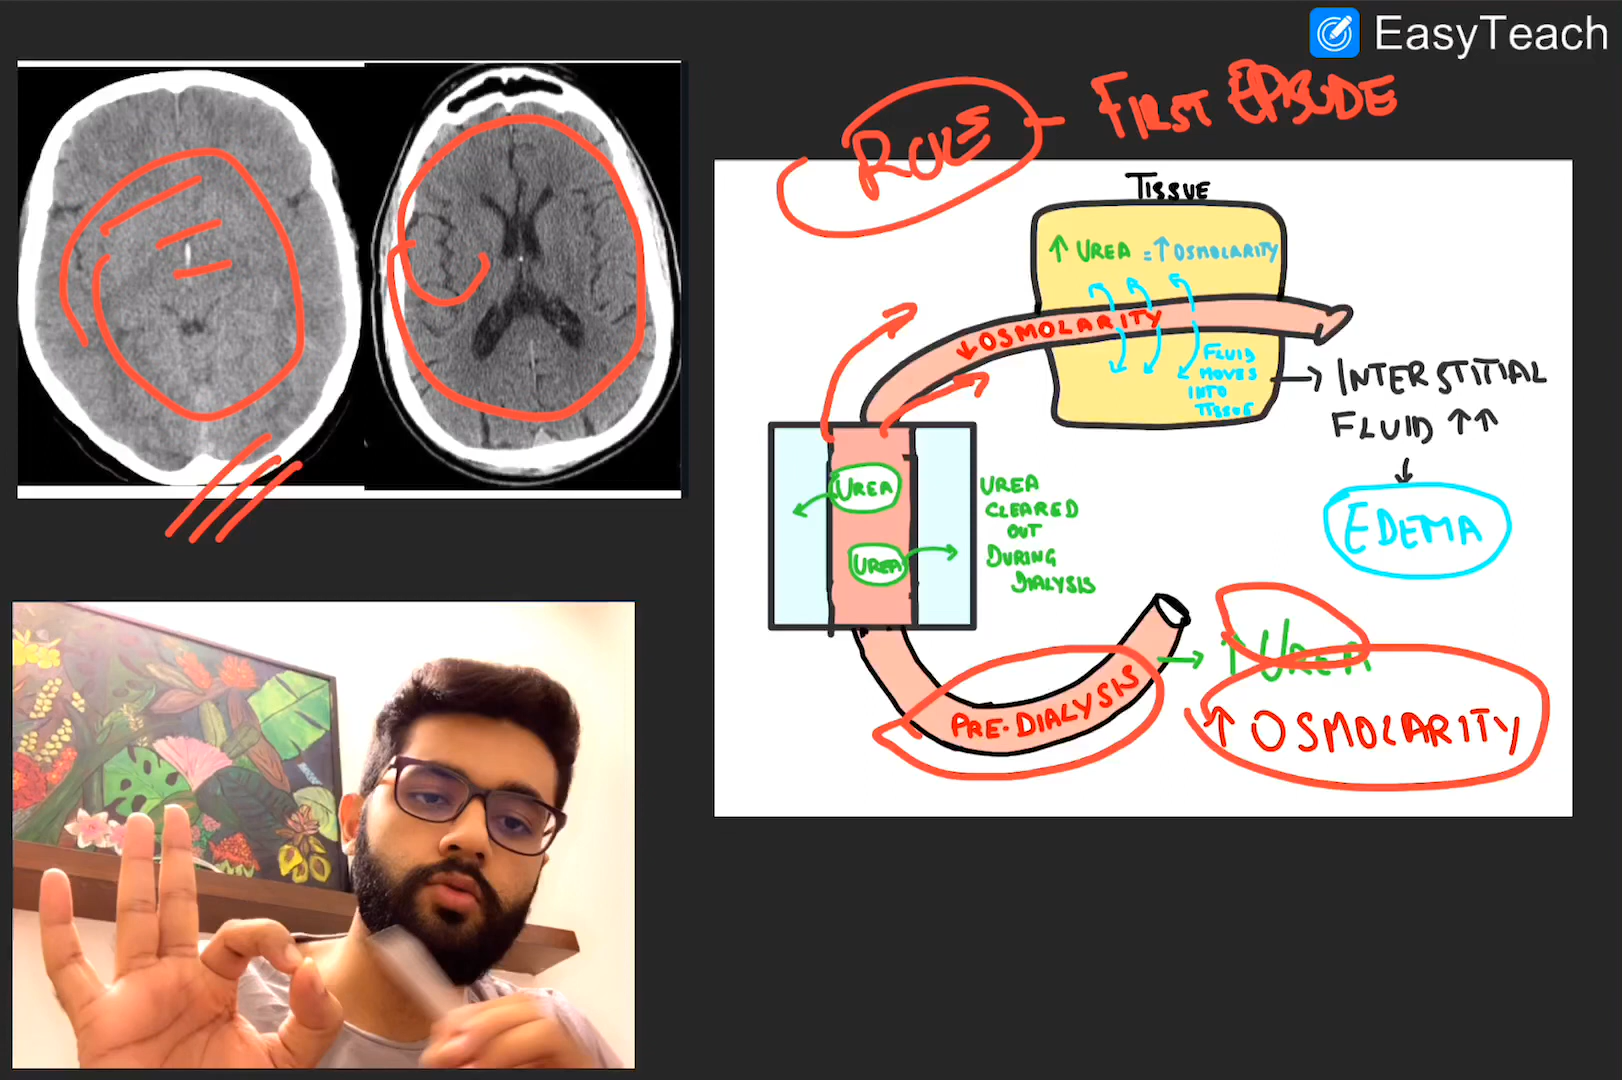 EasyTeach
RULE - FIRST EPISODE
TISSUE
↑ UREA = ↑ OSMOLARITY
↓ OSMOLARITY
FLUID
MOVES
INTO
TISSUE
→ INTERSTITIAL
FLUID ↑↑
EDEMA
UREA
UREA
UREA
CLEARED
OUT
DURING
DIALYSIS
PRE-DIALYSIS
↑ UREA
↑ OSMOLARITY